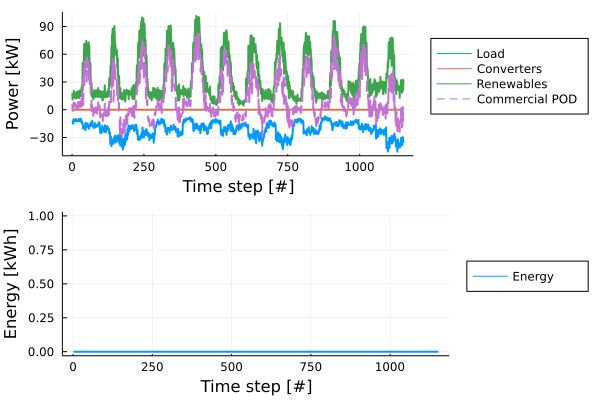 Power [kW]
90
60
30
0
−30
0
250
500
750
1000
Time step [#]
Load
Converters
Renewables
Commercial POD
Energy [kWh]
1.00
0.75
0.50
0.25
0.00
0
250
500
750
1000
Time step [#]
Energy